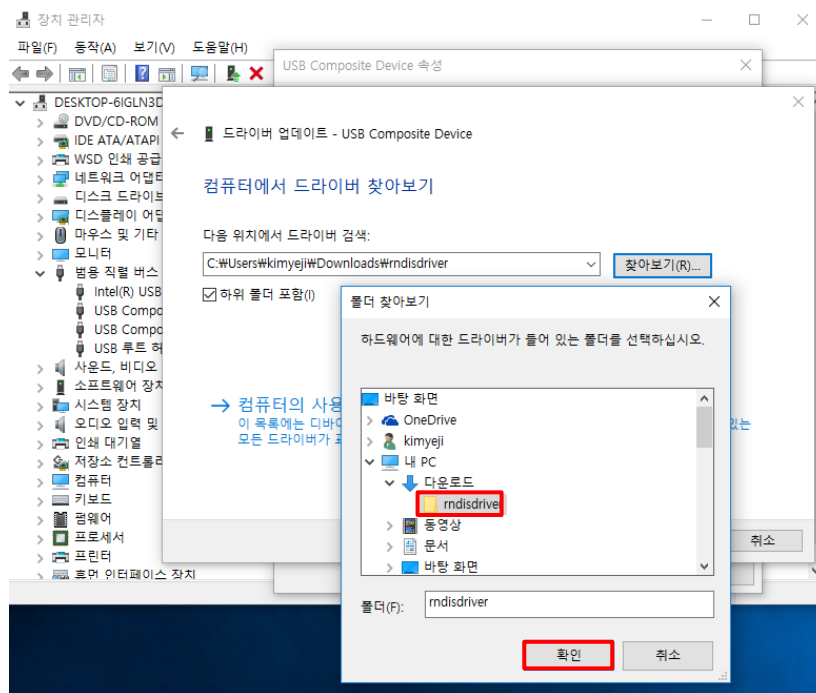 장치 관리자
파일(F) 동작(A) 보기(V) 도움말(H)
USB Composite Device 속성
DESKTOP-6IGLN3D
DVD/CD-ROM
IDE ATA/ATAPI
WSD 인쇄 공급
네트워크 어댑터
디스크 드라이브
디스플레이 어댑
마우스 및 기타
모니터
범용 직렬 버스
Intel(R) USB
USB Compo
USB Compo
USB 루트 허
사운드, 비디오
소프트웨어 장치
시스템 장치
오디오 입력 및
인쇄 대기열
저장소 컨트롤러
컴퓨터
키보드
펌웨어
프로세서
프린터
휴먼 인터페이스 장치
드라이버 업데이트 - USB Composite Device
컴퓨터에서 드라이버 찾아보기
다음 위치에서 드라이버 검색:
C:₩Users₩kimyeji₩Downloads₩rndisdriver
찾아보기(R)...
하위 폴더 포함(I)
컴퓨터의 사용
이 목록에는 디바이
있는
모든 드라이버가
취소
폴더 찾아보기
하드웨어에 대한 드라이버가 들어 있는 폴더를 선택하십시오.
바탕 화면
OneDrive
kimyeji
내 PC
다운로드
rndisdriver
동영상
문서
바탕 화면
폴더(F): rndisdriver
확인 취소